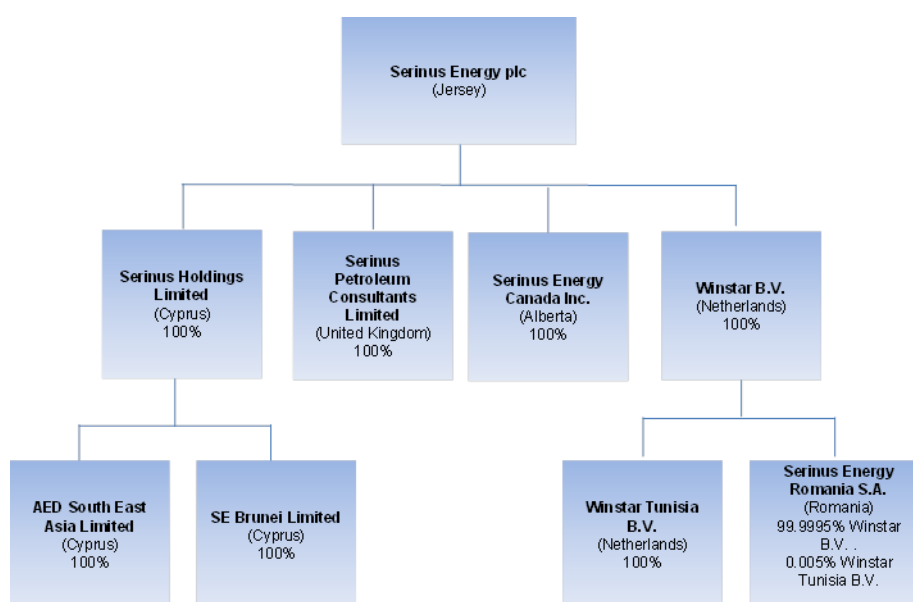 Serinus Energy plc
(Jersey)
Serinus Holdings
Limited
(Cyprus)
100%
Serinus
Petroleum
Consultants
Limited
(United Kingdom)
100%
Serinus Energy
Canada Inc.
(Alberta)
100%
Winstar B.V.
(Netherlands)
100%
AED South East
Asia Limited
(Cyprus)
100%
SE Brunei Limited
(Cyprus)
100%
Winstar Tunisia
B.V.
(Netherlands)
100%
Serinus Energy
Romania S.A.
(Romania)
99.9995% Winstar
B.V. .
0.005% Winstar
Tunisia B.V.